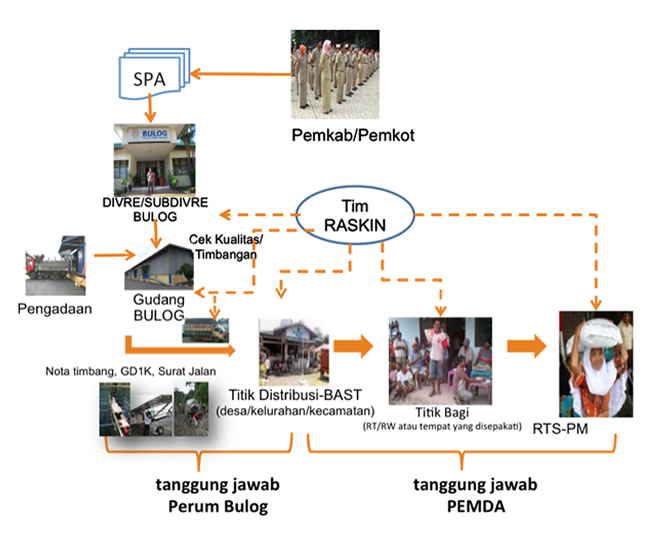 SPA
Pemkab/Pemkot
BULOG
DIVRE/SUBDIVRE
BULOG
Tim
RASKIN
Cek Kualitas/
Timbangan
Pengadaan
Gudang
BULOG
Nota timbang, GD1K, Surat Jalan
Titik Distribusi-BAST
(desa/kelurahan/kecamatan)
Titik Bagi
(RT/RW atau tempat yang disepakati)
RTS-PM
tanggung jawab
Perum Bulog
tanggung jawab
PEMDA